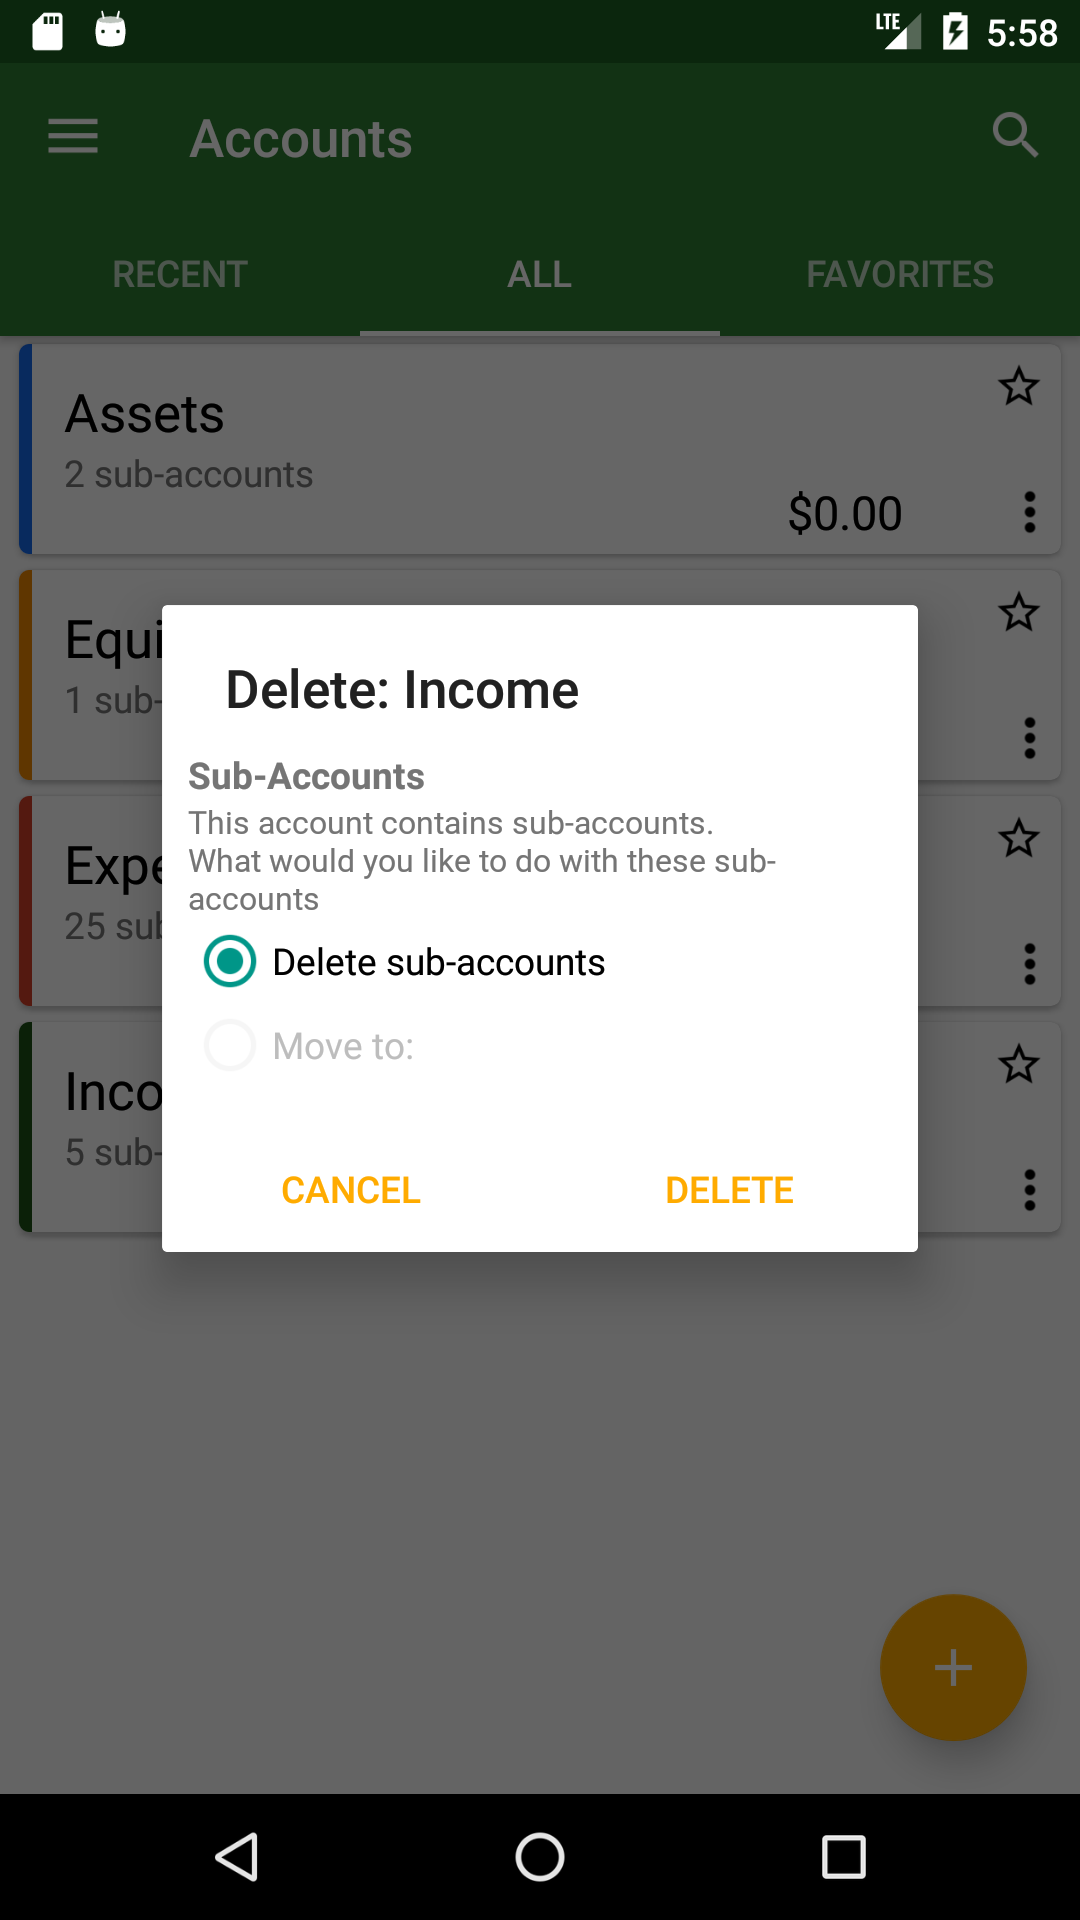 LTE 5:58
Accounts
RECENT ALL FAVORITES
Assets
2 sub-accounts
$0.00
Equi
1 sub-
Delete: Income
Sub-Accounts
This account contains sub-accounts.
What would you like to do with these sub-
accounts
Expe
25 sub
Delete sub-accounts
Move to:
Inco
5 sub-
CANCEL DELETE